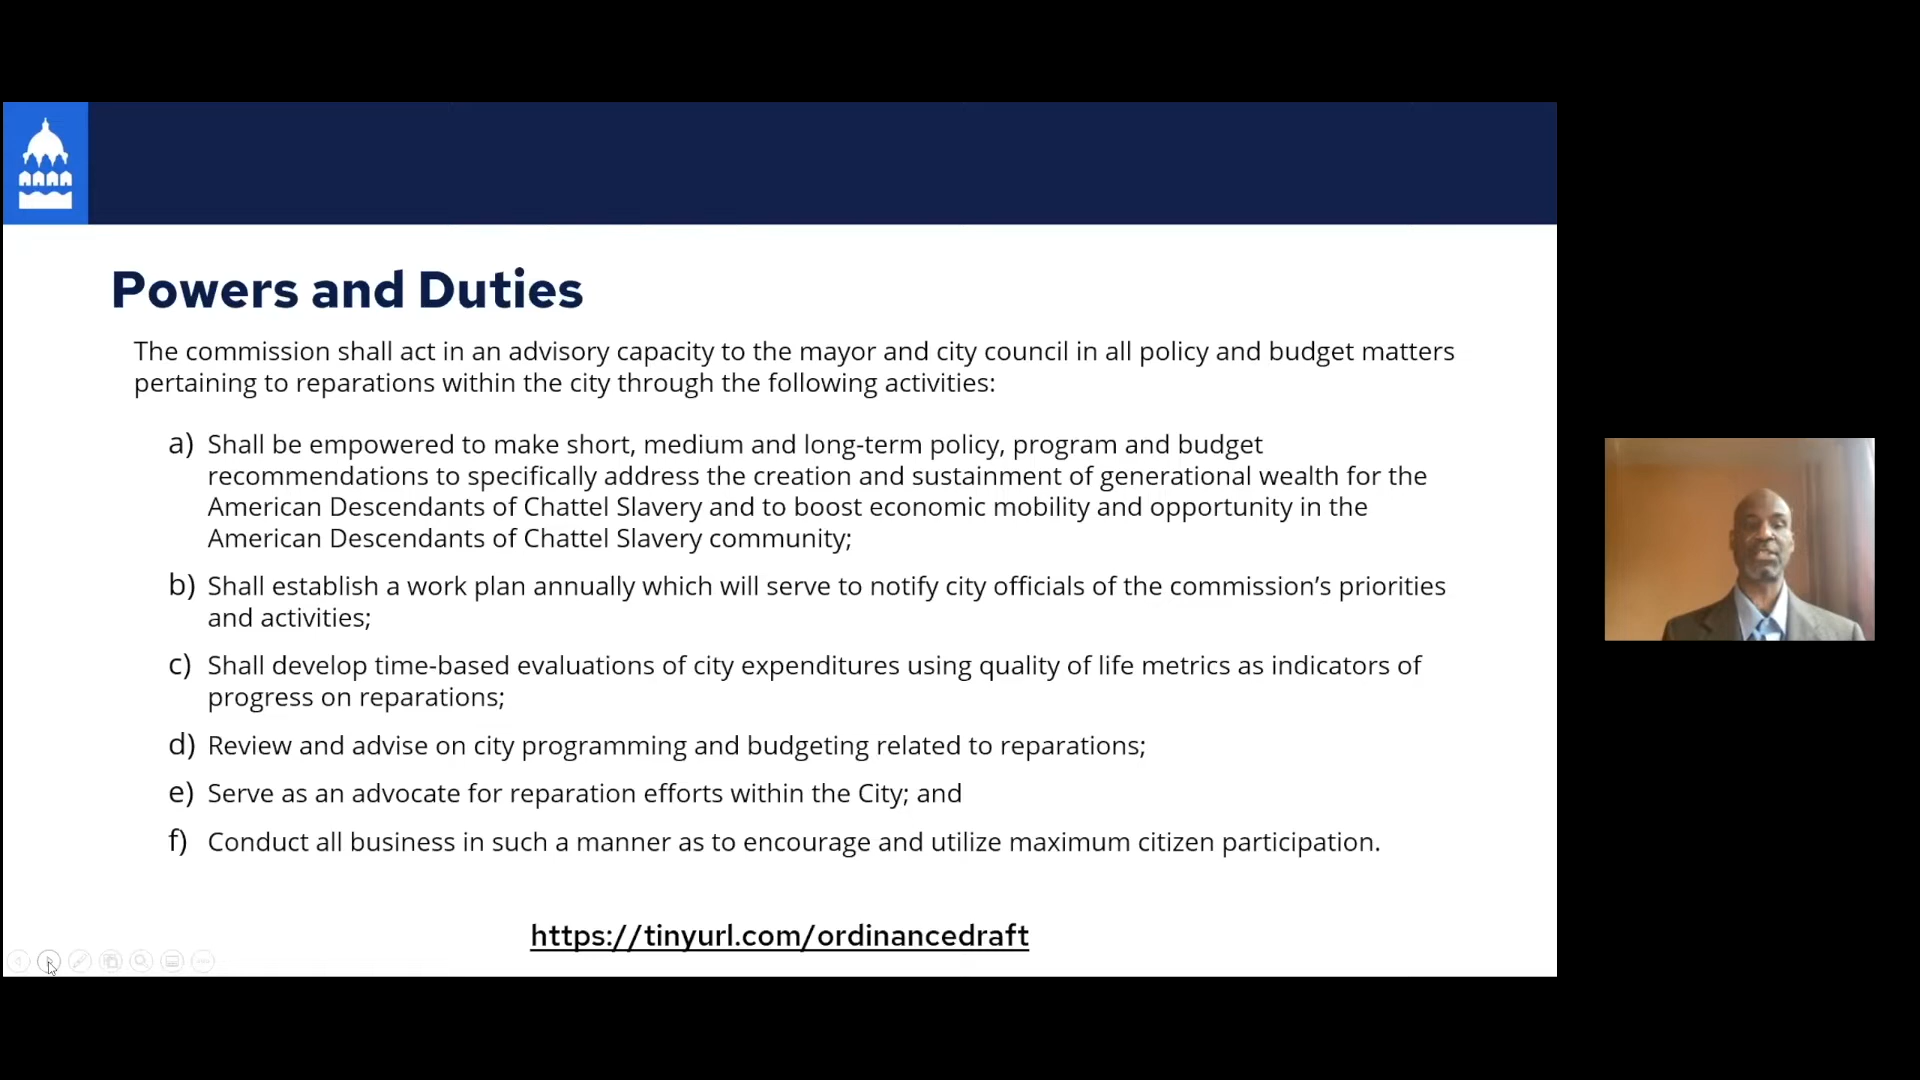 Powers and Duties
The commission shall act in an advisory capacity to the mayor and city council in all policy and budget matters
pertaining to reparations within the city through the following activities:
a) Shall be empowered to make short, medium and long-term policy, program and budget
recommendations to specifically address the creation and sustainment of generational wealth for the
American Descendants of Chattel Slavery and to boost economic mobility and opportunity in the
American Descendants of Chattel Slavery community;
b) Shall establish a work plan annually which will serve to notify city officials of the commission’s priorities
and activities;
c) Shall develop time-based evaluations of city expenditures using quality of life metrics as indicators of
progress on reparations;
d) Review and advise on city programming and budgeting related to reparations;
e) Serve as an advocate for reparation efforts within the City; and
f) Conduct all business in such a manner as to encourage and utilize maximum citizen participation.
https://tinyurl.com/ordinancedraft